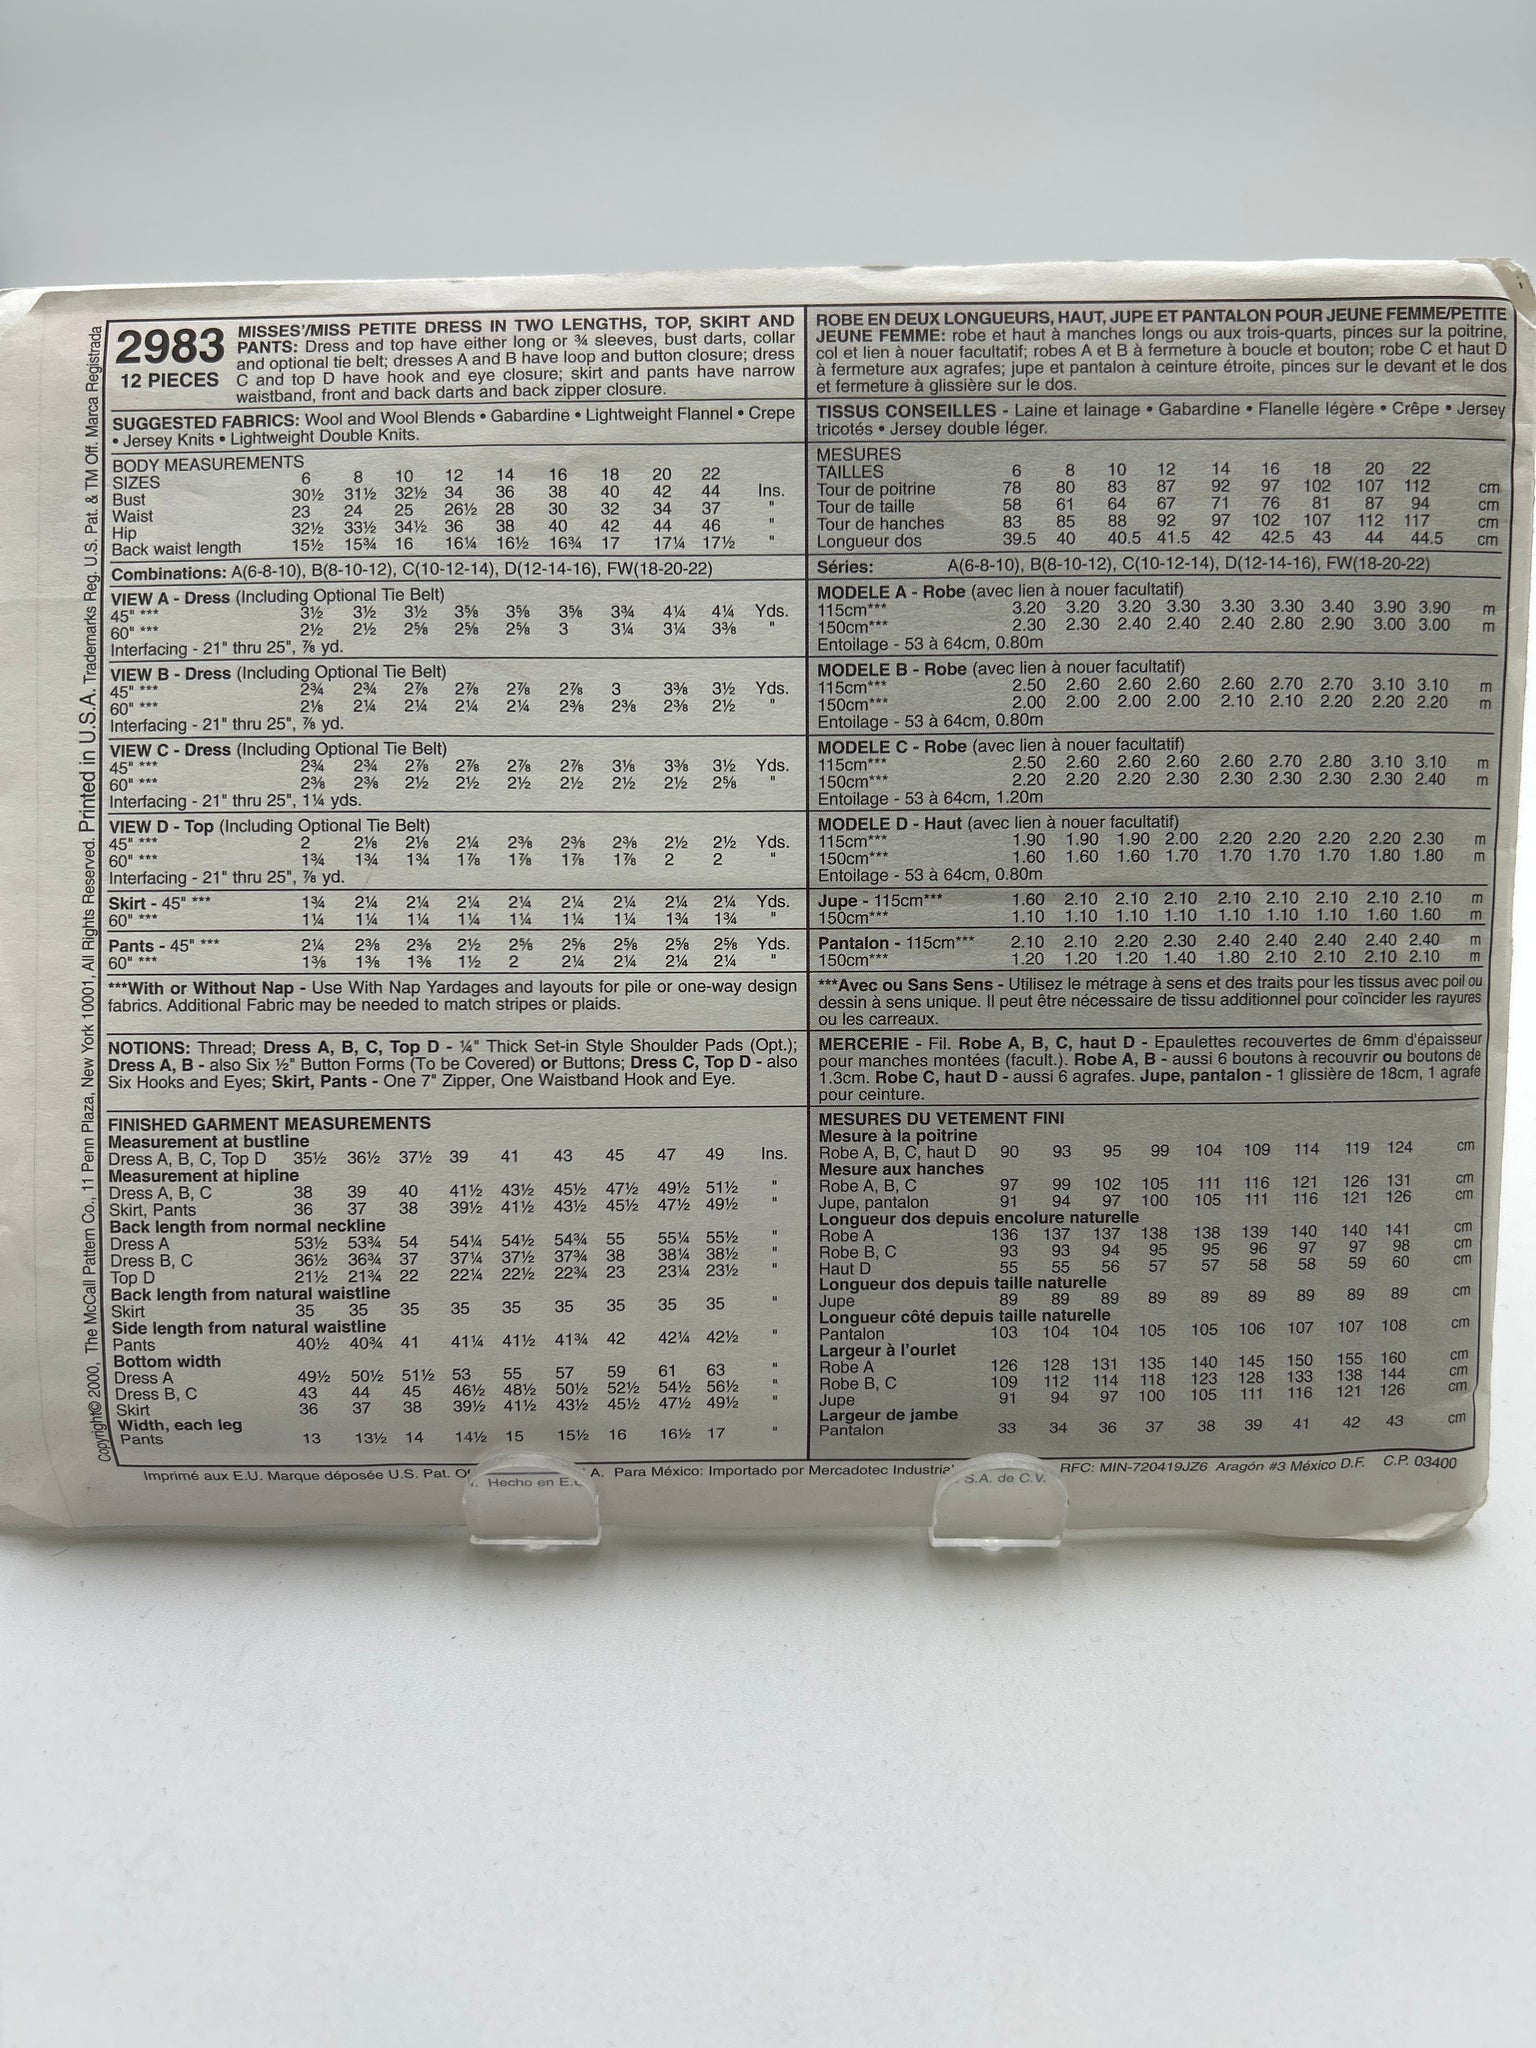 2983
12 PIECES
MISSES'/MISS PETITE DRESS IN TWO LENGTHS, TOP, SKIRT AND
PANTS: Dress and top have either long or ¾ sleeves, bust darts, collar
and optional tie belt; dresses A and B have loop and button closure; dress
C and top D have hook and eye closure; skirt and pants have narrow
waistband, front and back darts and back zipper closure.
SUGGESTED FABRICS: Wool and Wool Blends • Gabardine • Lightweight Flannel • Crepe
• Jersey Knits • Lightweight Double Knits.
BODY MEASUREMENTS
SIZES 6 8 10 12 14 16 18 20 22
Bust 30½ 31½ 32½ 34 36 38 40 42 44 Ins.
Waist 23 24 25 26½ 28 30 32 34 37 "
Hip 32½ 33½ 34½ 36 38 40 42 44 46 "
Back waist length 15½ 15¾ 16 16¼ 16½ 16¾ 17 17¼ 17½ "
Combinations: A(6-8-10), B(8-10-12), C(10-12-14), D(12-14-16), FW(18-20-22)
VIEW A - Dress (Including Optional Tie Belt)
45" *** 3½ 3½ 3½ 3⅝ 3⅝ 3⅝ 3¾ 4¼ 4¼ Yds.
60" *** 2½ 2½ 2⅝ 2⅝ 2⅝ 3 3¼ 3¼ 3⅜ "
Interfacing - 21" thru 25", ⅞ yd.
VIEW B - Dress (Including Optional Tie Belt)
45" *** 2¾ 2¾ 2⅞ 2⅞ 2⅞ 2⅞ 3 3⅜ 3½ Yds.
60" *** 2⅛ 2¼ 2¼ 2¼ 2¼ 2⅜ 2⅜ 2⅜ 2½ "
Interfacing - 21" thru 25", ⅞ yd.
VIEW C - Dress (Including Optional Tie Belt)
45" *** 2¾ 2¾ 2⅞ 2⅞ 2⅞ 2⅞ 3⅛ 3⅜ 3½ Yds.
60" *** 2⅜ 2⅜ 2½ 2½ 2½ 2½ 2½ 2½ 2⅝ "
Interfacing - 21" thru 25", 1¼ yds.
VIEW D - Top (Including Optional Tie Belt)
45" *** 2 2⅛ 2⅛ 2¼ 2⅜ 2⅜ 2⅜ 2½ 2½ Yds.
60" *** 1¾ 1¾ 1¾ 1⅞ 1⅞ 1⅞ 1⅞ 2 2 "
Interfacing - 21" thru 25", ⅞ yd.
Skirt - 45" *** 1¾ 2¼ 2¼ 2¼ 2¼ 2¼ 2¼ 2¼ 2¼ Yds.
60" *** 1¼ 1¼ 1¼ 1¼ 1¼ 1¼ 1¼ 1¾ 1¾ "
Pants - 45" *** 2¼ 2⅜ 2⅜ 2½ 2⅝ 2⅝ 2⅝ 2⅝ 2⅝ Yds.
60" *** 1⅜ 1⅜ 1⅜ 1½ 2 2¼ 2¼ 2¼ 2¼ "
***With or Without Nap - Use With Nap Yardages and layouts for pile or one-way design
fabrics. Additional Fabric may be needed to match stripes or plaids.
NOTIONS: Thread; Dress A, B, C, Top D - ¼" Thick Set-in Style Shoulder Pads (Opt.);
Dress A, B - also Six ½" Button Forms (To be Covered) or Buttons; Dress C, Top D - also
Six Hooks and Eyes; Skirt, Pants - One 7" Zipper, One Waistband Hook and Eye.
FINISHED GARMENT MEASUREMENTS
Measurement at bustline
Dress A, B, C, Top D 35½ 36½ 37½ 39 41 43 45 47 49 Ins.
Measurement at hipline
Dress A, B, C 38 39 40 41½ 43½ 45½ 47½ 49½ 51½ "
Skirt, Pants 36 37 38 39½ 41½ 43½ 45½ 47½ 49½ "
Back length from normal neckline
Dress A 53½ 53¾ 54 54¼ 54½ 54¾ 55 55¼ 55½ "
Dress B, C 36½ 36¾ 37 37¼ 37½ 37¾ 38 38¼ 38½ "
Top D 21½ 21¾ 22 22¼ 22½ 22¾ 23 23¼ 23½ "
Back length from natural waistline
Skirt 35 35 35 35 35 35 35 35 35 "
Side length from natural waistline
Pants 40½ 40¾ 41 41¼ 41½ 41¾ 42 42¼ 42½ "
Bottom width
Dress A 49½ 50½ 51½ 53 55 57 59 61 63 "
Dress B, C 43 44 45 46½ 48½ 50½ 52½ 54½ 56½ "
Skirt 36 37 38 39½ 41½ 43½ 45½ 47½ 49½ "
Width, each leg
Pants 13 13½ 14 14½ 15 15½ 16 16½ 17 "
ROBE EN DEUX LONGUEURS, HAUT, JUPE ET PANTALON POUR JEUNE FEMME/PETITE
JEUNE FEMME: robe et haut à manches longs ou aux trois-quarts, pinces sur la poitrine,
col et lien à nouer facultatif; robes A et B à fermeture à boucle et bouton; robe C et haut D
à fermeture aux agrafes; jupe et pantalon à ceinture étroite, pinces sur le devant et le dos
et fermeture à glissière sur le dos.
TISSUS CONSEILLES - Laine et lainage • Gabardine • Flanelle légère • Crêpe • Jersey
tricotés • Jersey double léger.
MESURES
TAILLES 6 8 10 12 14 16 18 20 22
Tour de poitrine 78 80 83 87 92 97 102 107 112 cm
Tour de taille 58 61 64 67 71 76 81 87 94 cm
Tour de hanches 83 85 88 92 97 102 107 112 117 cm
Longueur dos 39.5 40 40.5 41.5 42 42.5 43 44 44.5 cm
Séries: A(6-8-10), B(8-10-12), C(10-12-14), D(12-14-16), FW(18-20-22)
MODELE A - Robe (avec lien à nouer facultatif)
115cm*** 3.20 3.20 3.20 3.30 3.30 3.30 3.40 3.90 3.90 m
150cm*** 2.30 2.30 2.40 2.40 2.40 2.80 2.90 3.00 3.00 m
Entoilage - 53 à 64cm, 0.80m
MODELE B - Robe (avec lien à nouer facultatif)
115cm*** 2.50 2.60 2.60 2.60 2.60 2.70 2.70 3.10 3.10 m
150cm*** 2.00 2.00 2.00 2.00 2.10 2.10 2.20 2.20 2.20 m
Entoilage - 53 à 64cm, 0.80m
MODELE C - Robe (avec lien à nouer facultatif)
115cm*** 2.50 2.60 2.60 2.60 2.60 2.70 2.80 3.10 3.10 m
150cm*** 2.20 2.20 2.20 2.30 2.30 2.30 2.30 2.30 2.40 m
Entoilage - 53 à 64cm, 1.20m
MODELE D - Haut (avec lien à nouer facultatif)
115cm*** 1.90 1.90 1.90 2.00 2.20 2.20 2.20 2.20 2.30 m
150cm*** 1.60 1.60 1.60 1.70 1.70 1.70 1.70 1.80 1.80 m
Entoilage - 53 à 64cm, 0.80m
Jupe - 115cm*** 1.60 2.10 2.10 2.10 2.10 2.10 2.10 2.10 2.10 m
150cm*** 1.10 1.10 1.10 1.10 1.10 1.10 1.10 1.60 1.60 m
Pantalon - 115cm*** 2.10 2.10 2.20 2.30 2.40 2.40 2.40 2.40 2.40 m
150cm*** 1.20 1.20 1.20 1.40 1.80 2.10 2.10 2.10 2.10 m
***Avec ou Sans Sens - Utilisez le métrage à sens et des traits pour les tissus avec poil ou
dessin à sens unique. Il peut être nécessaire de tissu additionnel pour coïncider les rayures
ou les carreaux.
MERCERIE - Fil. Robe A, B, C, haut D - Epaulettes recouvertes de 6mm d'épaisseur
pour manches montées (facult.). Robe A, B - aussi 6 boutons à recouvrir ou boutons de
1.3cm. Robe C, haut D - aussi 6 agrafes. Jupe, pantalon - 1 glissière de 18cm, 1 agrafe
pour ceinture.
MESURES DU VETEMENT FINI
Mesure à la poitrine
Robe A, B, C, haut D 90 93 95 99 104 109 114 119 124 cm
Mesure aux hanches
Robe A, B, C 97 99 102 105 111 116 121 126 131 cm
Jupe, pantalon 91 94 97 100 105 111 116 121 126 cm
Longueur dos depuis encolure naturelle
Robe A 136 137 137 138 138 139 140 140 141 cm
Robe B, C 93 93 94 95 95 96 97 97 98 cm
Haut D 55 55 56 57 57 58 58 59 60 cm
Longueur dos depuis taille naturelle
Jupe 89 89 89 89 89 89 89 89 89 cm
Longueur côté depuis taille naturelle
Pantalon 103 104 104 105 105 106 107 107 108 cm
Largeur à l'ourlet
Robe A 126 128 131 135 140 145 150 155 160 cm
Robe B, C 109 112 114 118 123 128 133 138 144 cm
Jupe 91 94 97 100 105 111 116 121 126 cm
Largeur de jambe
Pantalon 33 34 36 37 38 39 41 42 43 cm
Imprimé aux E.U. Marque déposée U.S. Pat. Hecho en A. Para México: Importado por Mercadotec S.A. de C.V. RFC: MIN-720419JZ6 Aragón #3 México D.F. C.P. 03400
Copyright© 2000, The McCall Pattern Co., 11 Penn Plaza, New York 10001, All Rights Reserved. Printed in U.S.A. Trademarks Reg. U.S. Pat. & TM Off. Marca Registrada